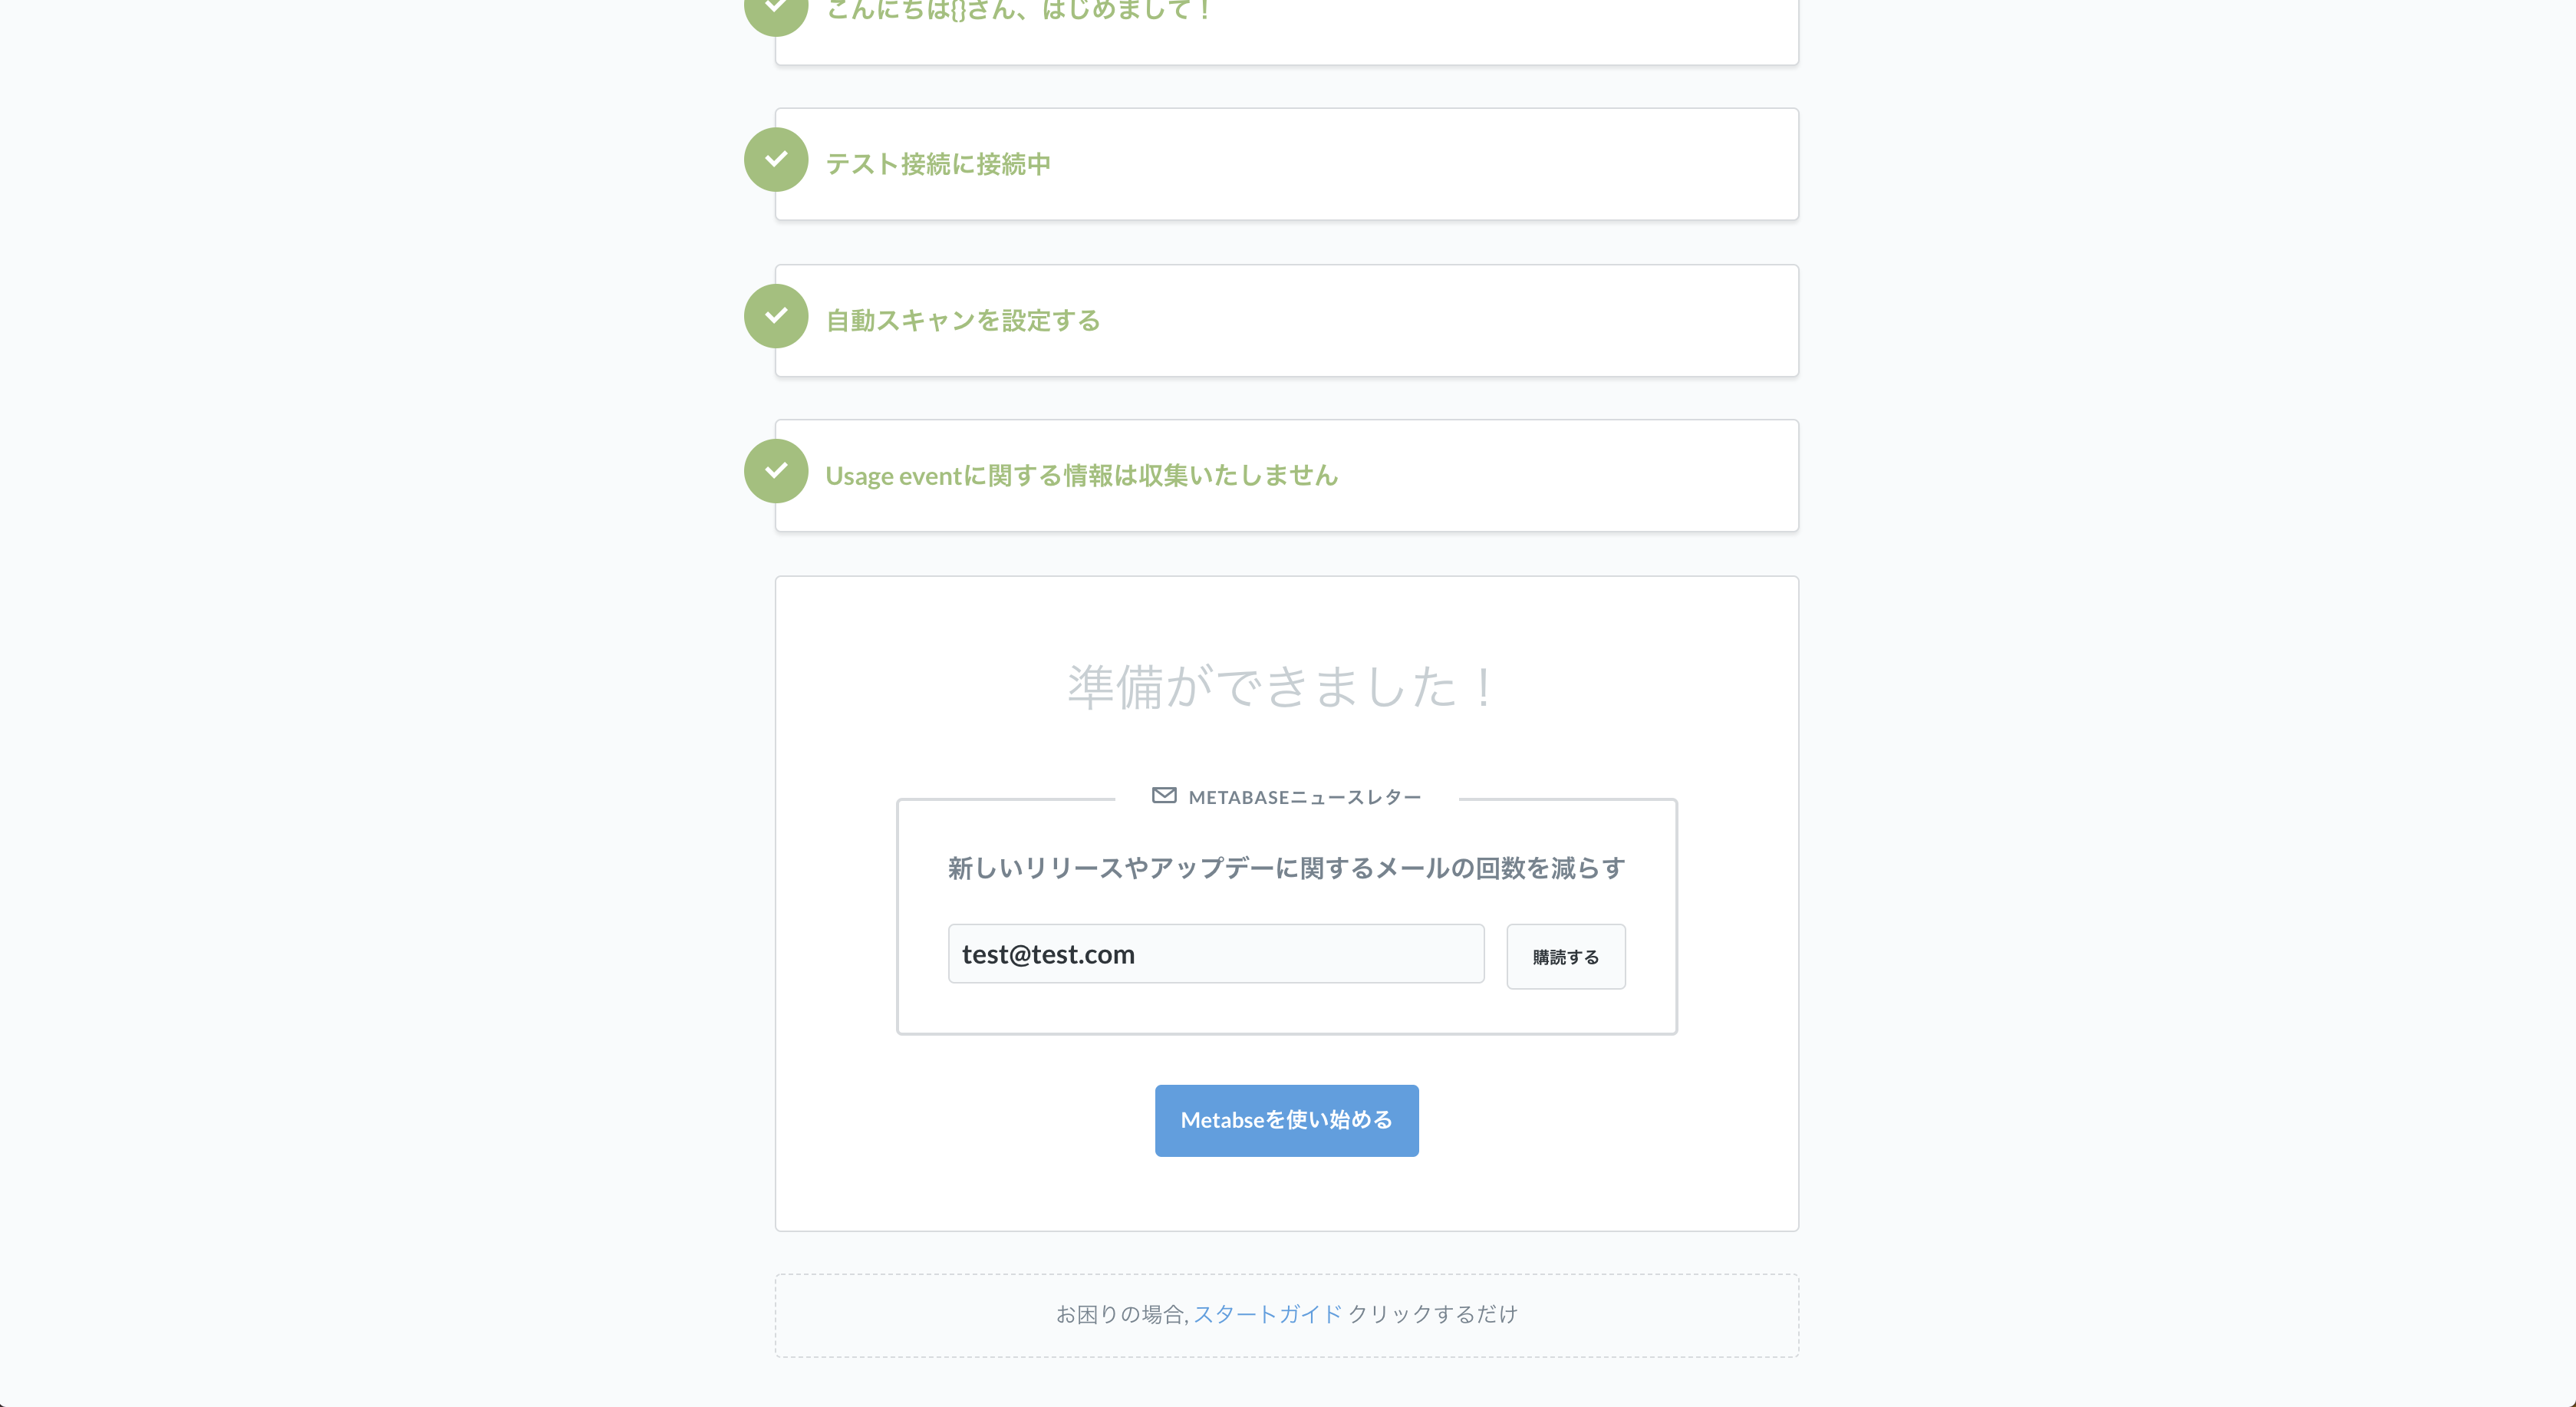 こんにちは{}さん、はじめまして！
テスト接続に接続中
自動スキャンを設定する
Usage eventに関する情報は収集いたしません
準備ができました！
METABASEニュースレター
新しいリリースやアップデーに関するメールの回数を減らす
test@test.com
購読する
Metabseを使い始める
お困りの場合, スタートガイド クリックするだけ